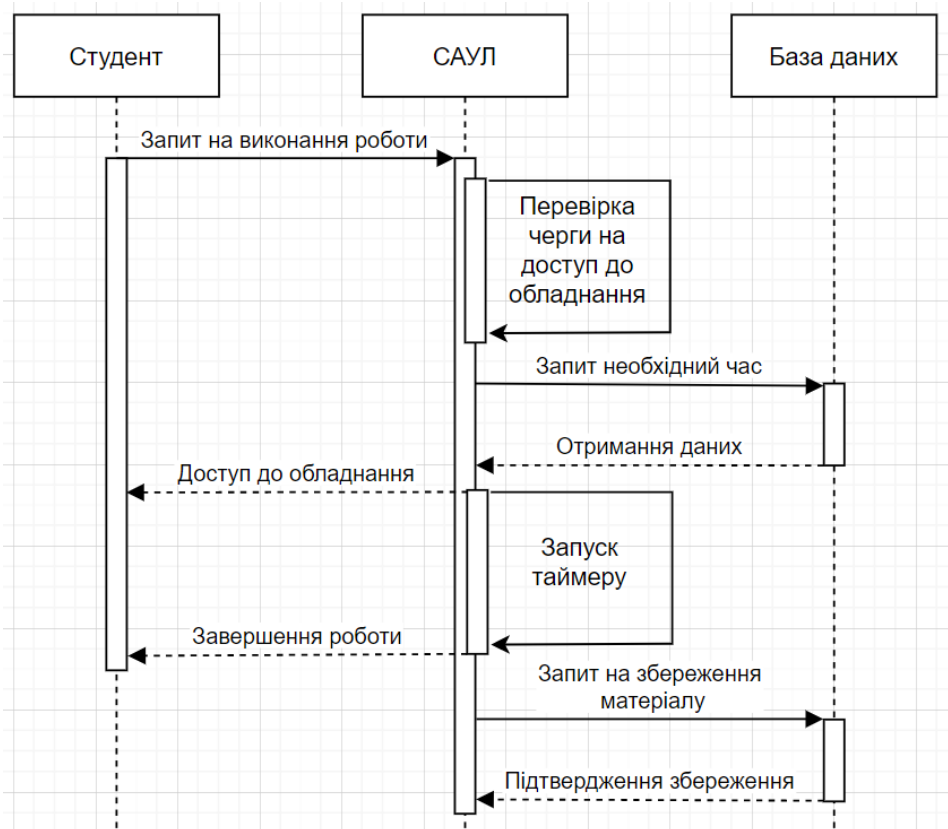 Студент
САУЛ
База даних
Запит на виконання роботи
Перевірка
черги на
доступ до
обладнання
Запит необхідний час
Отримання даних
Доступ до обладнання
Запуск
таймеру
Завершення роботи
Запит на збереження
матеріалу
Підтвердження збереження